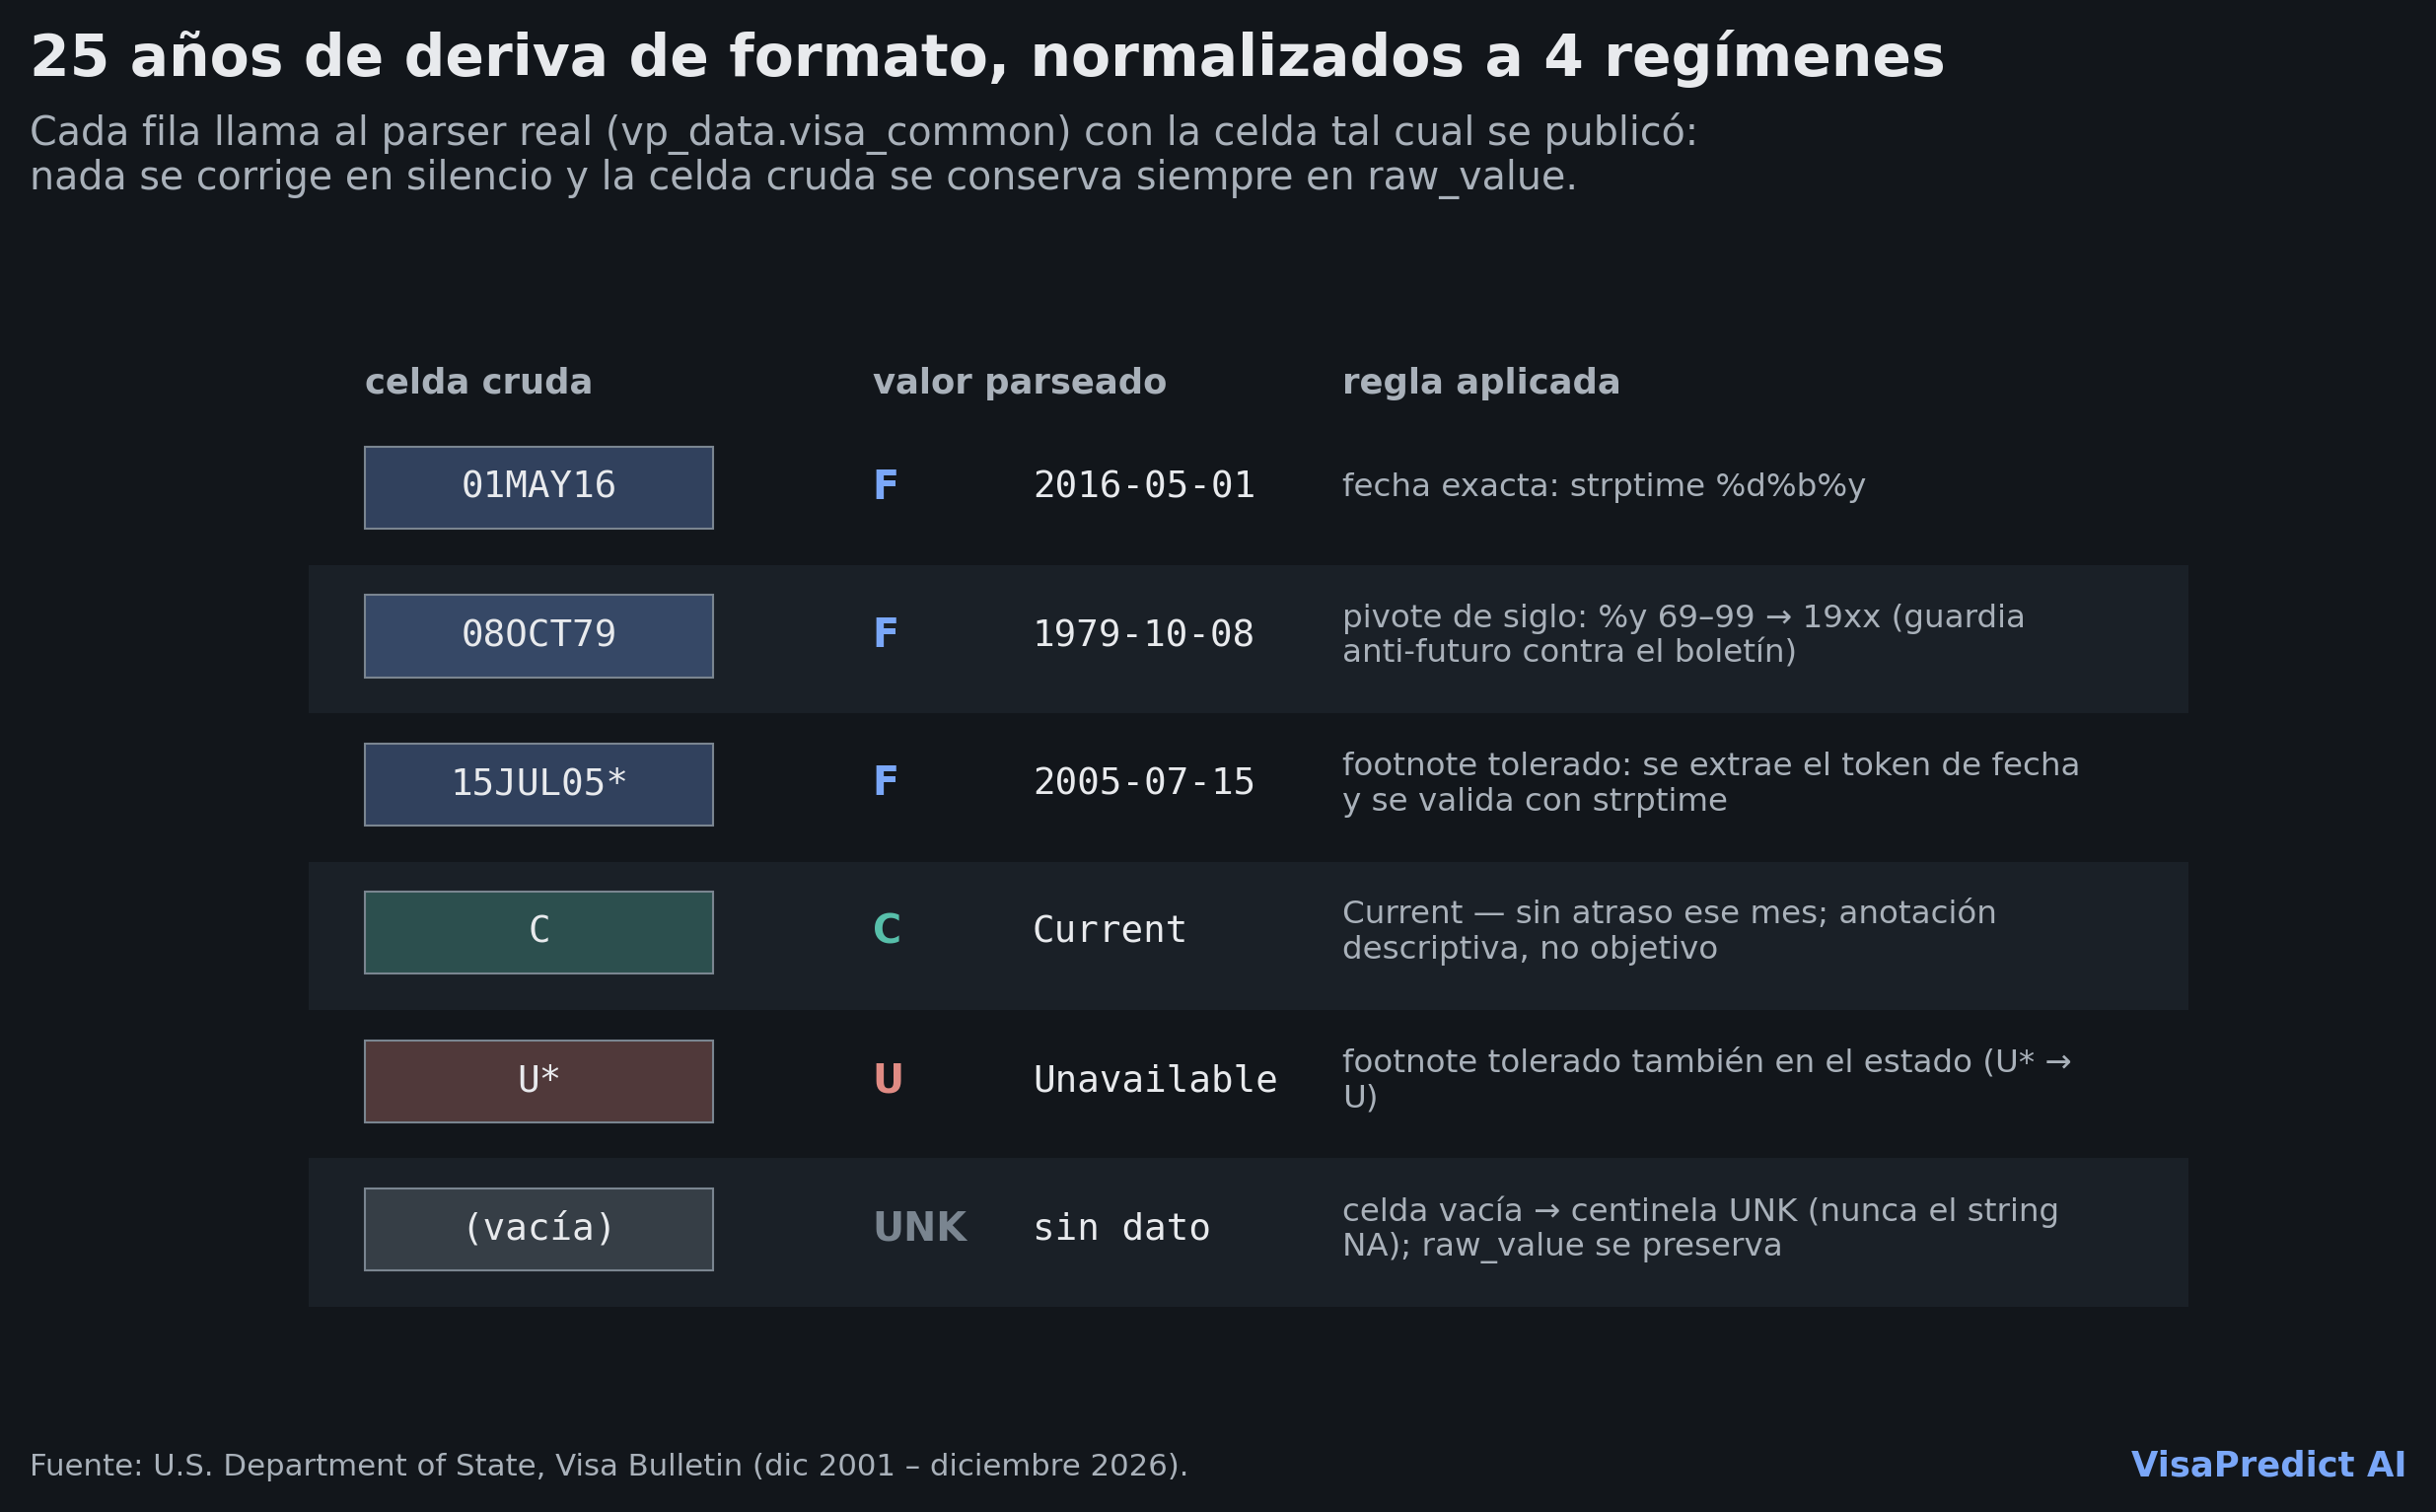 25 años de deriva de formato, normalizados a 4 regímenes
Cada fila llama al parser real (vp_data.visa_common) con la celda tal cual se publicó:
nada se corrige en silencio y la celda cruda se conserva siempre en raw_value.
celda cruda valor parseado regla aplicada
01MAY16 F 2016-05-01 fecha exacta: strptime %d%b%y
08OCT79 F 1979-10-08 pivote de siglo: %y 69–99 → 19xx (guardia
anti-futuro contra el boletín)
15JUL05* F 2005-07-15 footnote tolerado: se extrae el token de fecha
y se valida con strptime
C C Current Current — sin atraso ese mes; anotación
descriptiva, no objetivo
U* U Unavailable footnote tolerado también en el estado (U* →
U)
(vacía) UNK sin dato celda vacía → centinela UNK (nunca el string
NA); raw_value se preserva
Fuente: U.S. Department of State, Visa Bulletin (dic 2001 – diciembre 2026).
VisaPredict AI